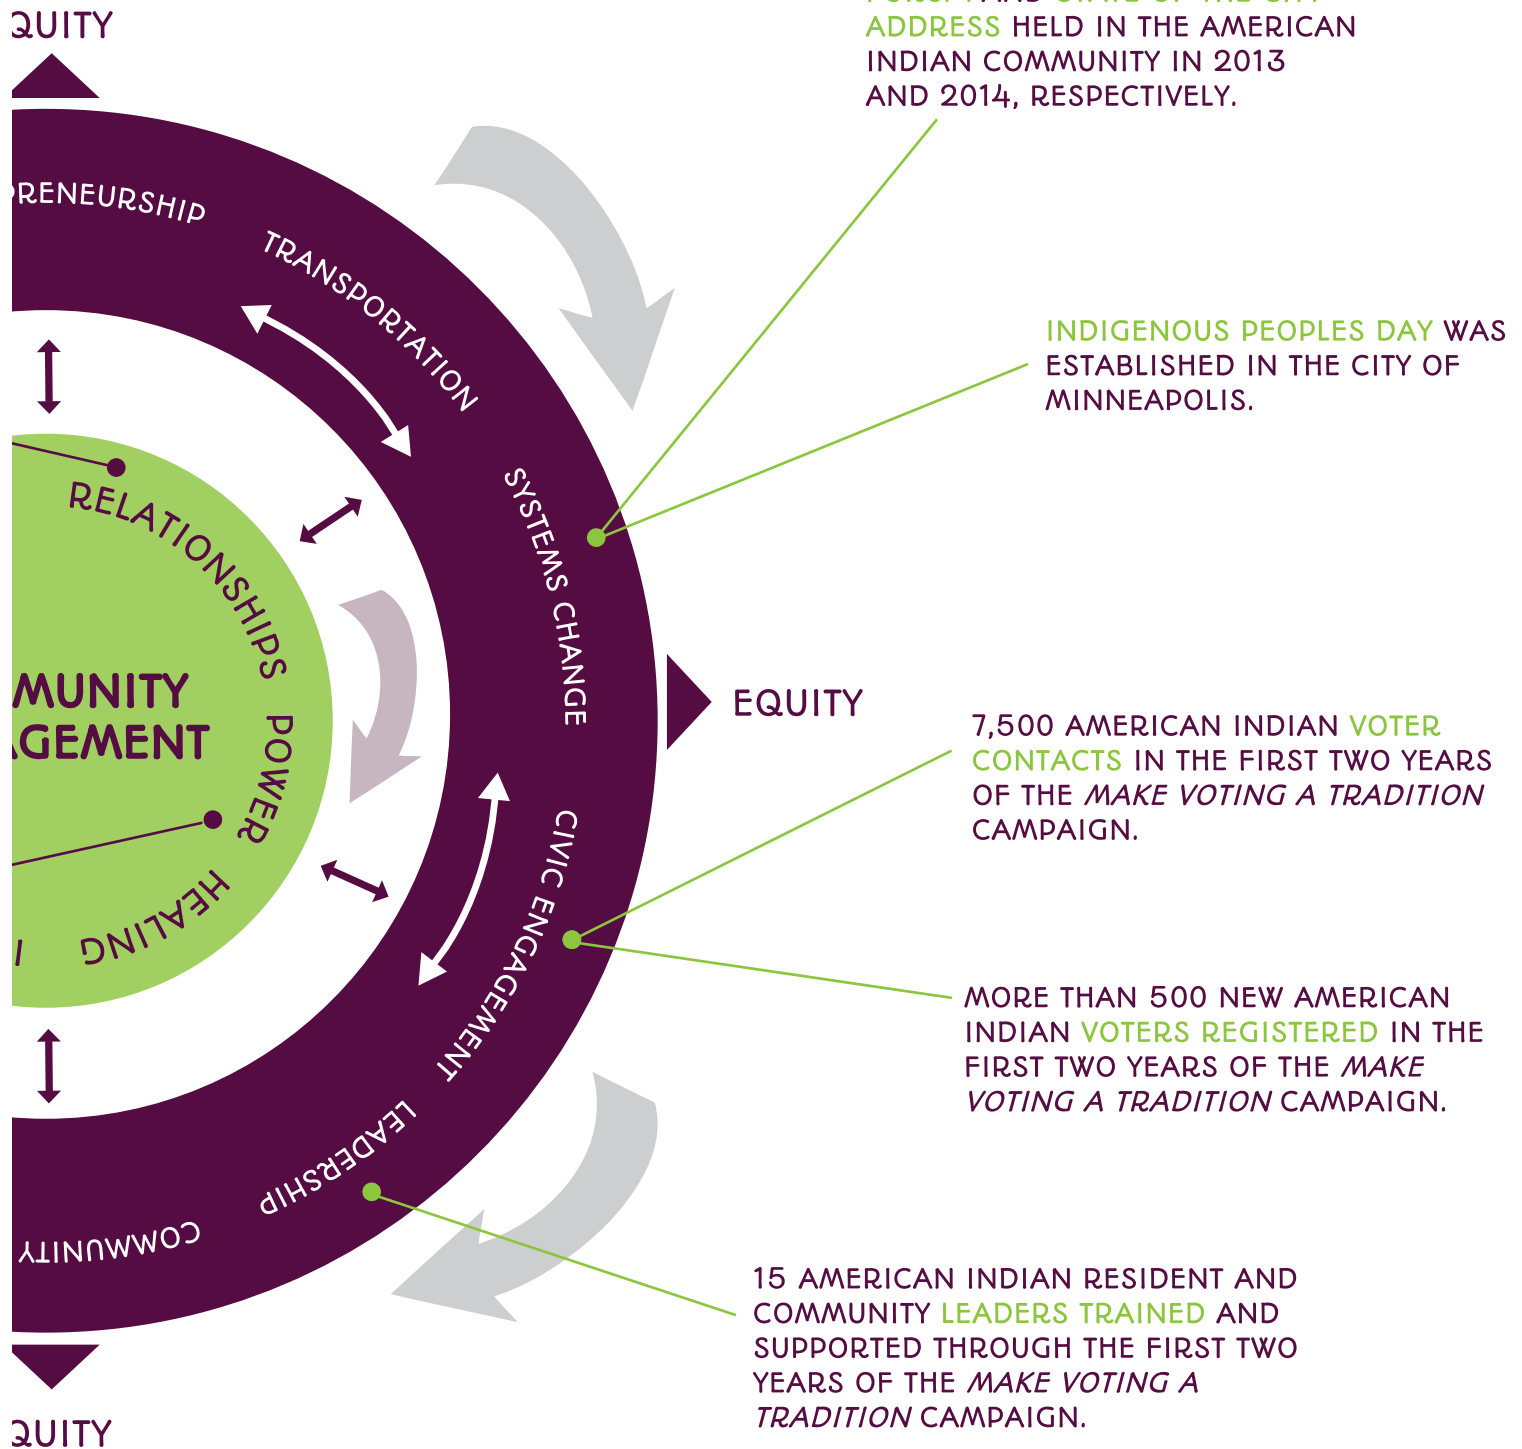 EQUITY
AND STATE OF THE CITY
ADDRESS HELD IN THE AMERICAN
INDIAN COMMUNITY IN 2013
AND 2014, RESPECTIVELY.
PRENEURSHIP
TRANSPORTATION
SYSTEMS CHANGE
INDIGENOUS PEOPLES DAY WAS
ESTABLISHED IN THE CITY OF
MINNEAPOLIS.
RELATIONSHIPS
POWER
HEALING
MUNITY
AGEMENT
EQUITY
7,500 AMERICAN INDIAN VOTER
CONTACTS IN THE FIRST TWO YEARS
OF THE MAKE VOTING A TRADITION
CAMPAIGN.
CIVIC ENGAGEMENT
MORE THAN 500 NEW AMERICAN
INDIAN VOTERS REGISTERED IN THE
FIRST TWO YEARS OF THE MAKE
VOTING A TRADITION CAMPAIGN.
LEADERSHIP
COMMUNITY
15 AMERICAN INDIAN RESIDENT AND
COMMUNITY LEADERS TRAINED AND
SUPPORTED THROUGH THE FIRST TWO
YEARS OF THE MAKE VOTING A
TRADITION CAMPAIGN.
EQUITY